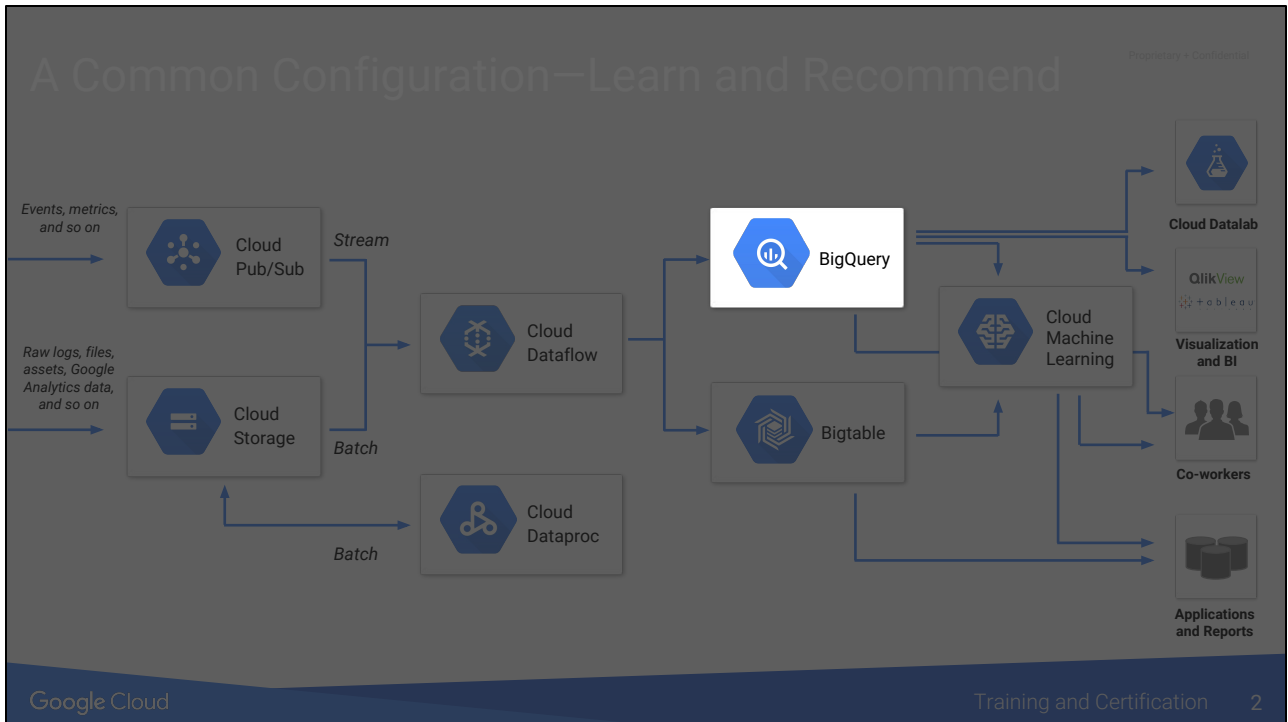 A Common Configuration—Learn and Recommend
Proprietary + Confidential
Events, metrics,
and so on
Cloud
Pub/Sub
Stream
Raw logs, files,
assets, Google
Analytics data,
and so on
Cloud
Storage
Batch
Cloud
Dataflow
Cloud
Dataproc
Batch
BigQuery
Bigtable
Cloud
Machine
Learning
Cloud Datalab
QlikView
+ableau
Visualization
and BI
Co-workers
Applications
and Reports
Google Cloud
Training and Certification
2